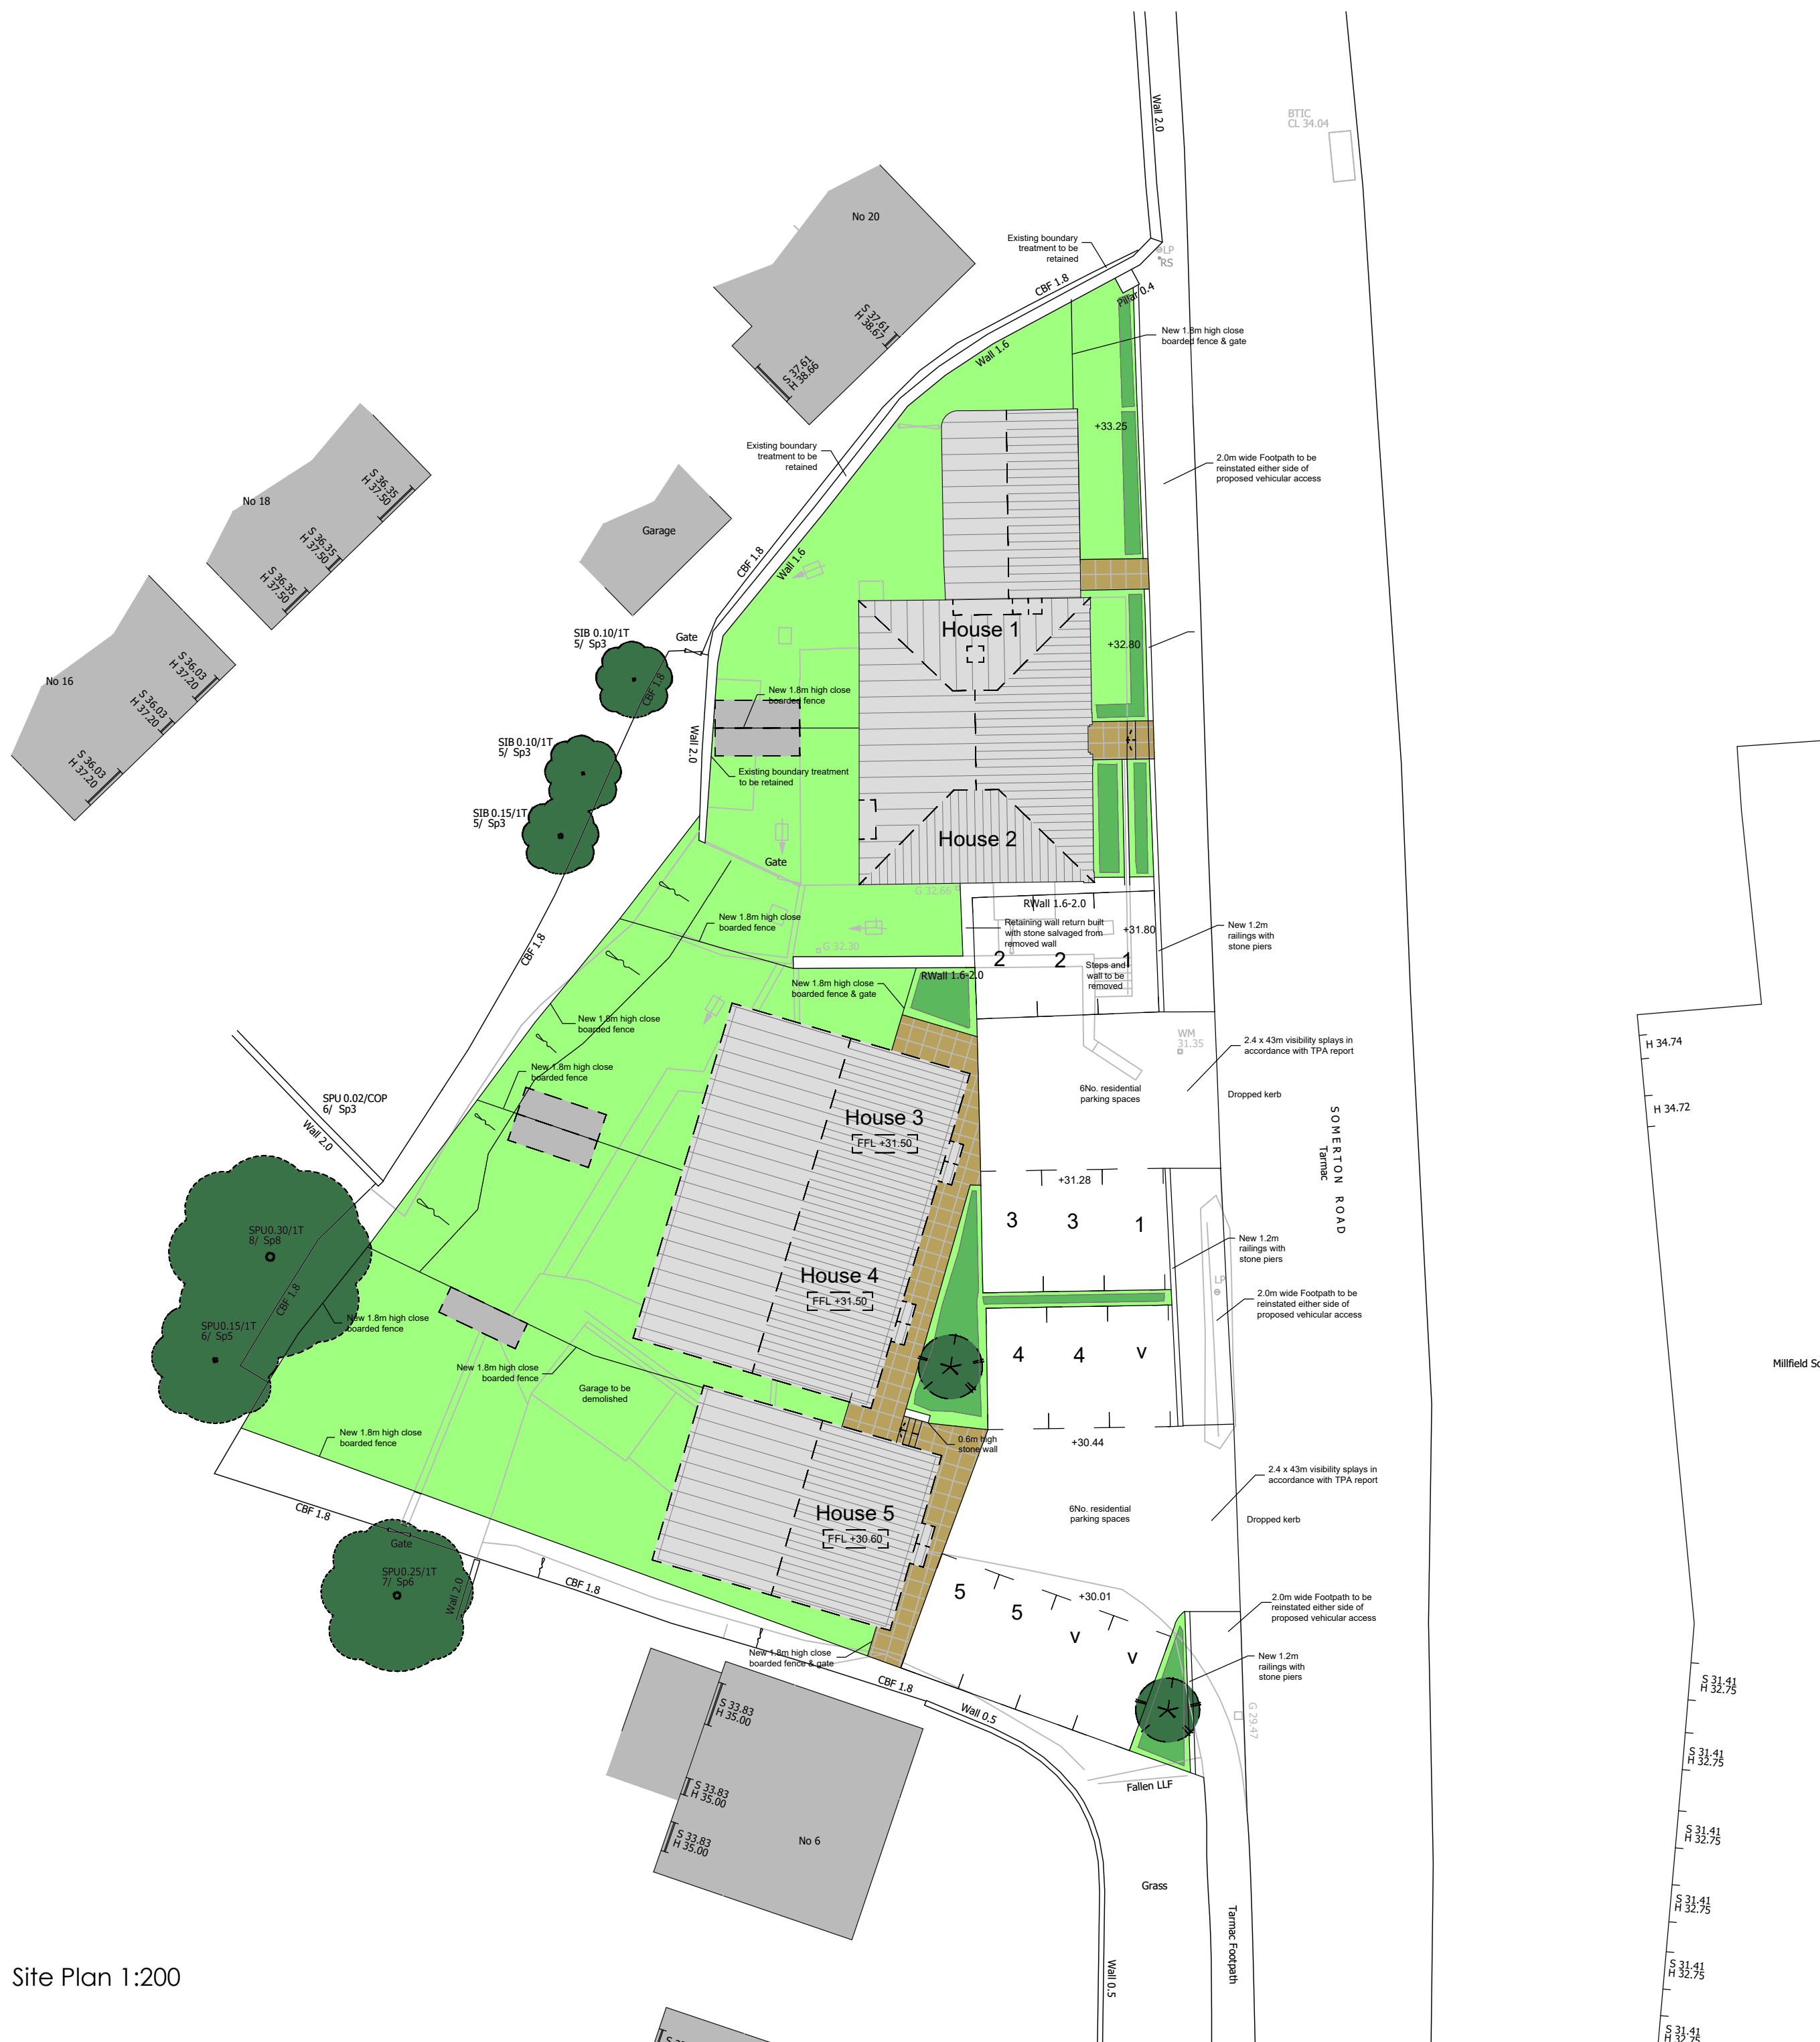 Wall 2.0
BTIC
CL 34.04
No 20
Existing boundary
treatment to be
retained
LP
RS
CBF 1.8
Pillar 0.4
S 37.61
H 38.67
New 1.8m high close
boarded fence & gate
Wall 1.6
S 37.61
H 38.66
+33.25
Existing boundary
treatment to be
retained
2.0m wide Footpath to be
reinstated either side of
proposed vehicular access
No 18
S 36.35
H 37.50
S 36.35
H 37.50
S 36.35
H 37.50
Garage
CBF 1.8
Wall 1.6
SIB 0.10/1T
5/ Sp3
Gate
House 1
+32.80
No 16
S 36.03
H 37.20
S 36.03
H 37.20
S 36.03
H 37.20
CBF 1.8
New 1.8m high close
boarded fence
Wall 2.0
SIB 0.10/1T
5/ Sp3
Existing boundary treatment
to be retained
SIB 0.15/1T
5/ Sp3
House 2
Gate
G 32.66
RWall 1.6-2.0
New 1.8m high close
boarded fence
Retaining wall return built
with stone salvaged from
removed wall
+31.80
New 1.2m
railings with
stone piers
CBF 1.8
G 32.30
2
2
1
Steps and
wall to be
removed
RWall 1.6-2.0
New 1.8m high close
boarded fence & gate
New 1.8m high close
boarded fence
WM
31.35
2.4 x 43m visibility splays in
accordance with TPA report
H 34.74
New 1.8m high close
boarded fence
6No. residential
parking spaces
Dropped kerb
SPU 0.02/COP
6/ Sp3
H 34.72
Wall 2.0
House 3
FFL +31.50
SOMERTON ROAD
Tarmac
+31.28
3
3
1
SPU0.30/1T
8/ Sp8
New 1.2m
railings with
stone piers
House 4
FFL +31.50
LP
CBF 1.8
2.0m wide Footpath to be
reinstated either side of
proposed vehicular access
New 1.8m high close
boarded fence
SPU0.15/1T
6/ Sp5
4
4
v
Millfield Sc
New 1.8m high close
boarded fence
Garage to be
demolished
New 1.8m high close
boarded fence
0.6m high
stone wall
+30.44
2.4 x 43m visibility splays in
accordance with TPA report
CBF 1.8
House 5
FFL +30.60
6No. residential
parking spaces
Dropped kerb
Gate
SPU0.25/1T
7/ Sp6
Wall 2.0
CBF 1.8
5
5
v
v
+30.01
2.0m wide Footpath to be
reinstated either side of
proposed vehicular access
New 1.8m high close
boarded fence & gate
New 1.2m
railings with
stone piers
CBF 1.8
Wall 0.5
G 29.47
S 33.83
H 35.00
S 33.83
H 35.00
S 33.83
H 35.00
No 6
Fallen LLF
S 31.41
H 32.75
S 31.41
H 32.75
S 31.41
H 32.75
Grass
S 31.41
H 32.75
Tarmac Footpath
Wall 0.5
S 31.41
H 32.75
Site Plan 1:200
S 31.41
H 32.75